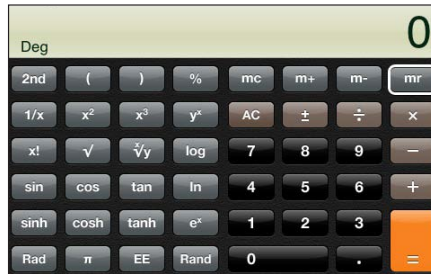 0
Deg
2nd ( ) % mc m+ m- mr
1/x x² x³ yˣ AC ± ÷ ×
x! √ ˣ√y log 7 8 9 −
sin cos tan ln 4 5 6 +
sinh cosh tanh eˣ 1 2 3 =
Rad π EE Rand 0 .